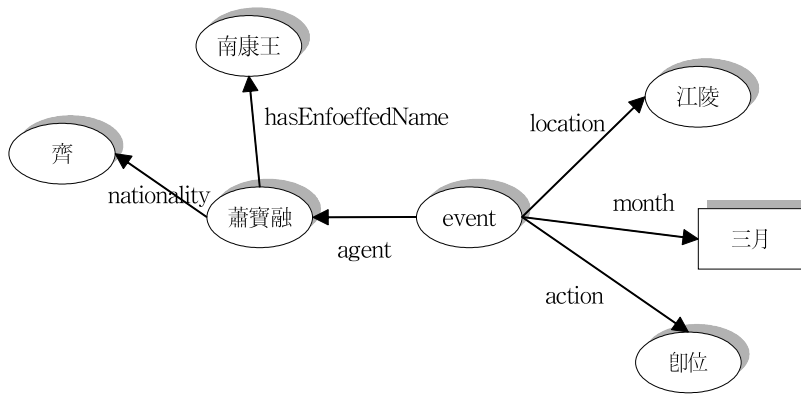 南康王
江陵
hasEnfoeffedName
location
齊
nationality
蕭寶融
event
month
三月
agent
action
卽位